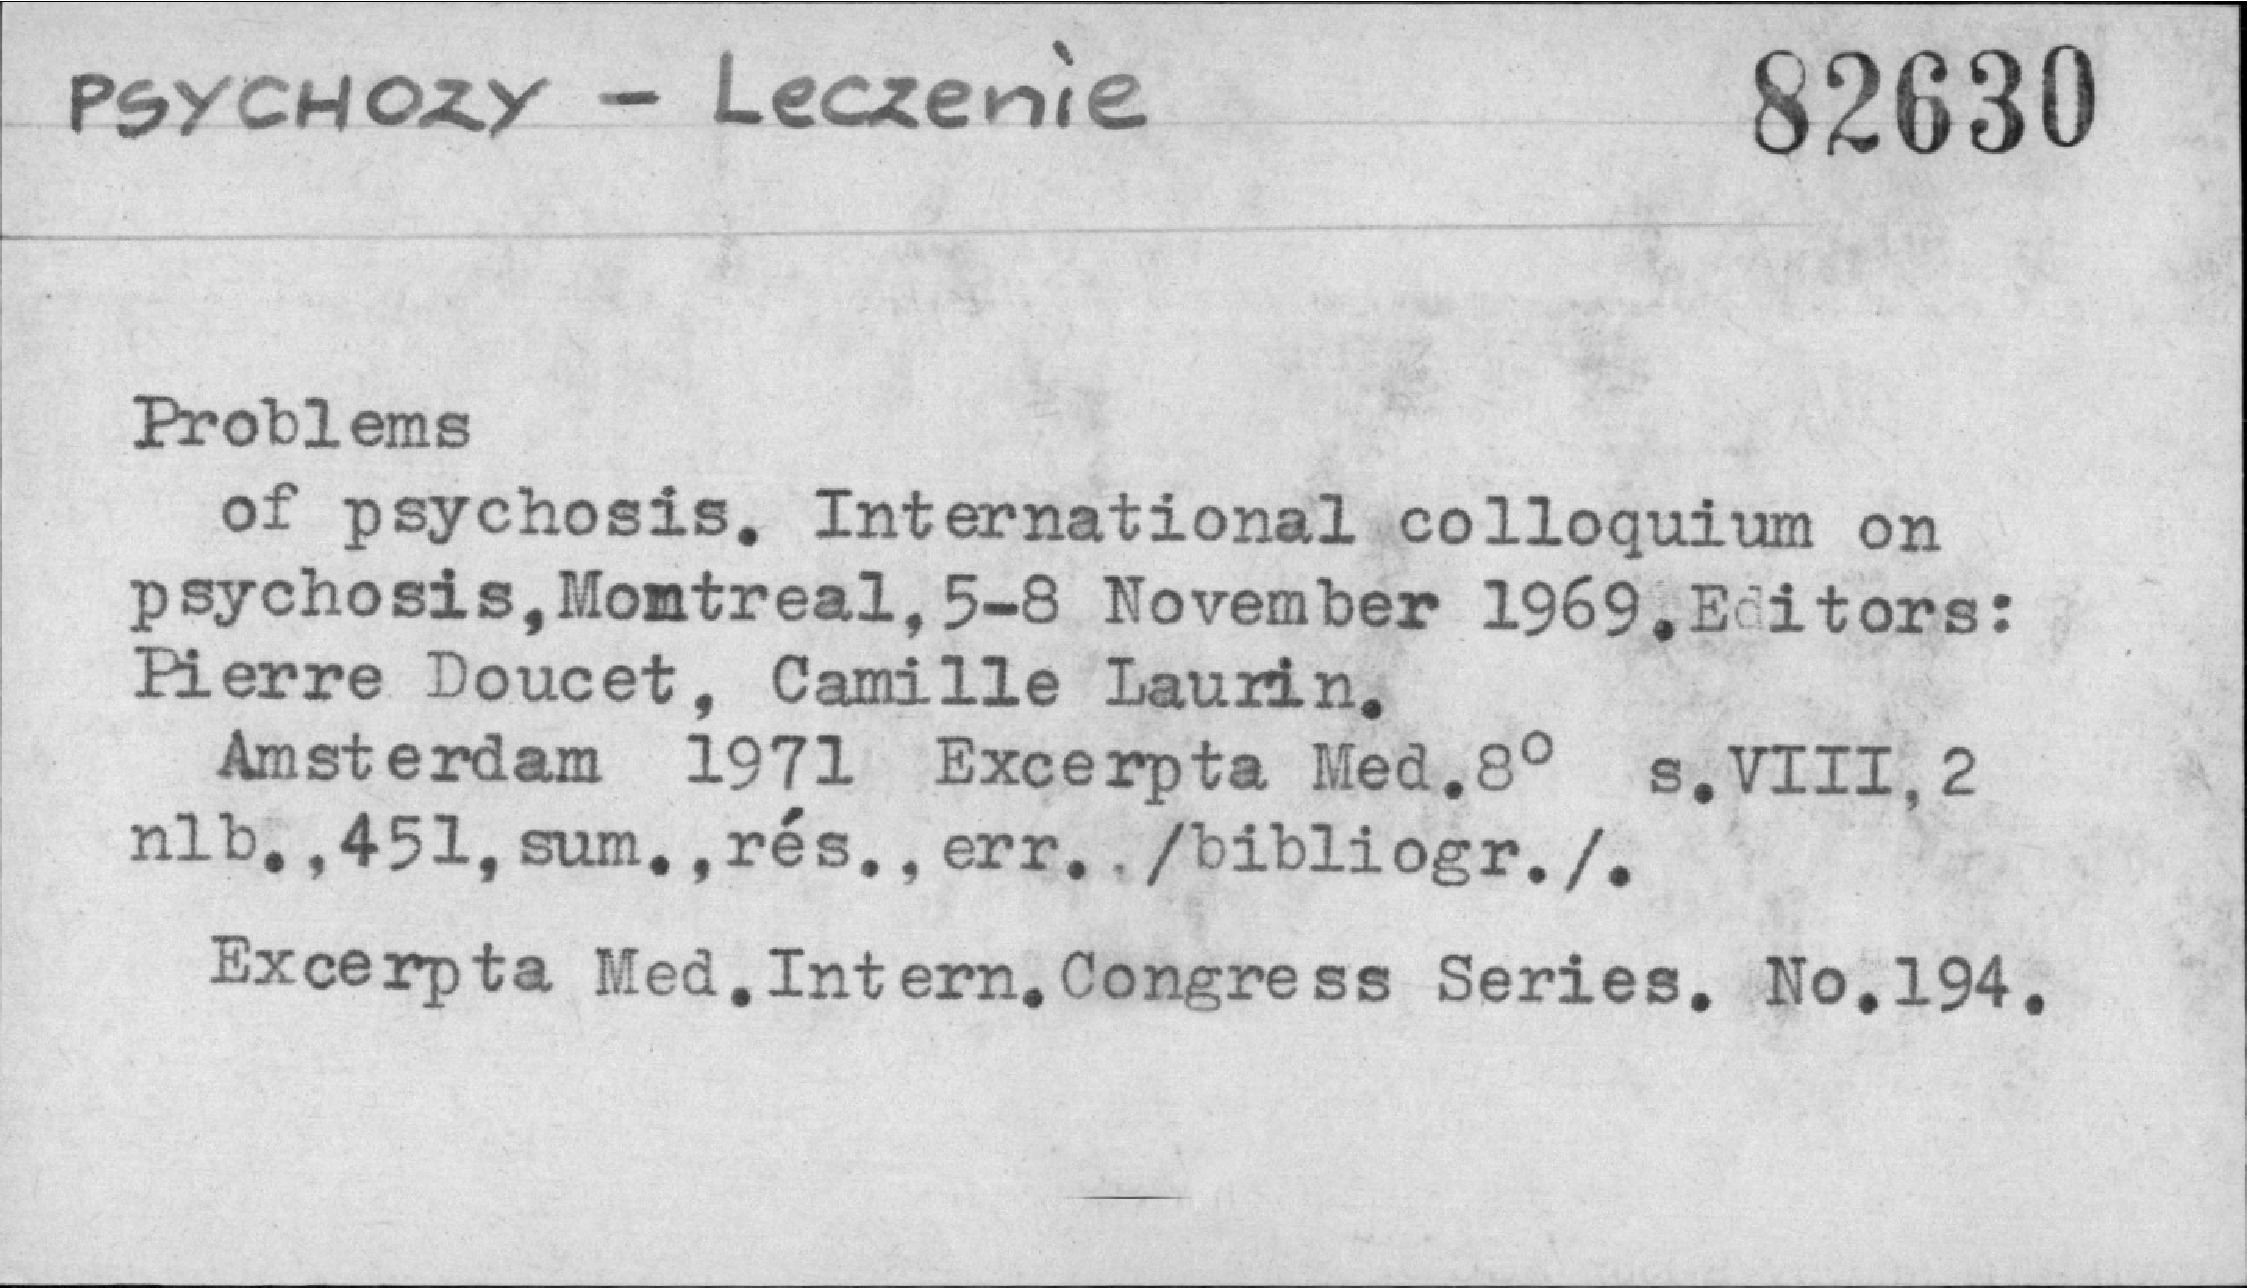 PSYCHOZY - Leczenie 82630
Problems
of psychosis. International colloquium on
psychosis,Montreal,5-8 November 1969.Editors:
Pierre Doucet, Camille Laurin.
Amsterdam 1971 Excerpta Med.8° s.VIII,2
nlb.,451,sum.,rés.,err../bibliogr./.
Excerpta Med.Intern.Congress Series. No.194.